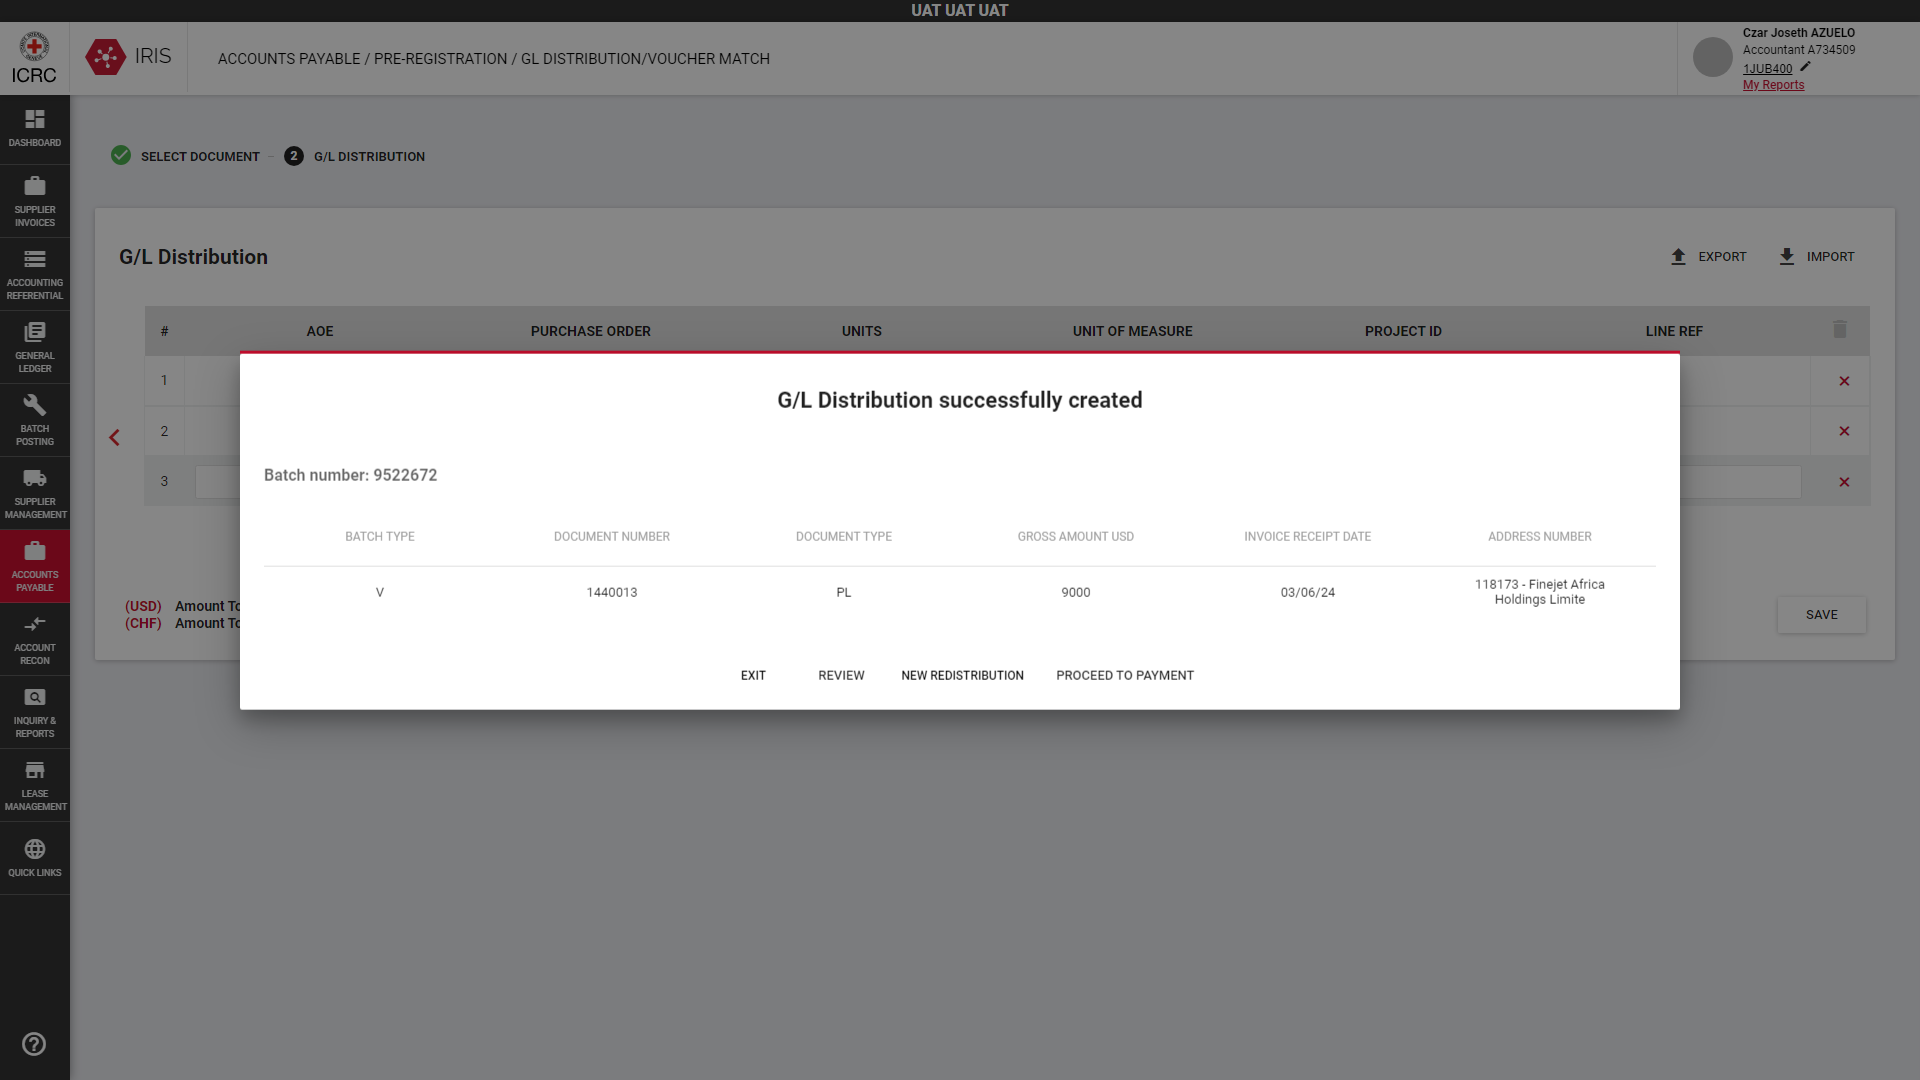 UAT UAT UAT
ICRC
IRIS
ACCOUNTS PAYABLE / PRE-REGISTRATION / GL DISTRIBUTION/VOUCHER MATCH
Czar Joseth AZUELO
Accountant A734509
1JUB400
My Reports
DASHBOARD
SUPPLIER
INVOICES
ACCOUNTING
REFERENTIAL
GENERAL
LEDGER
BATCH
POSTING
SUPPLIER
MANAGEMENT
ACCOUNTS
PAYABLE
ACCOUNT
RECON
INQUIRY &
REPORTS
LEASE
MANAGEMENT
QUICK LINKS
SELECT DOCUMENT
2 G/L DISTRIBUTION
G/L Distribution
EXPORT
IMPORT
# AOE PURCHASE ORDER UNITS UNIT OF MEASURE PROJECT ID LINE REF
1
2
3
(USD) Amount To
(CHF) Amount To
SAVE
G/L Distribution successfully created
Batch number: 9522672
BATCH TYPE DOCUMENT NUMBER DOCUMENT TYPE GROSS AMOUNT USD INVOICE RECEIPT DATE ADDRESS NUMBER
V 1440013 PL 9000 03/06/24 118173 - Finejet Africa
Holdings Limite
EXIT REVIEW NEW REDISTRIBUTION PROCEED TO PAYMENT